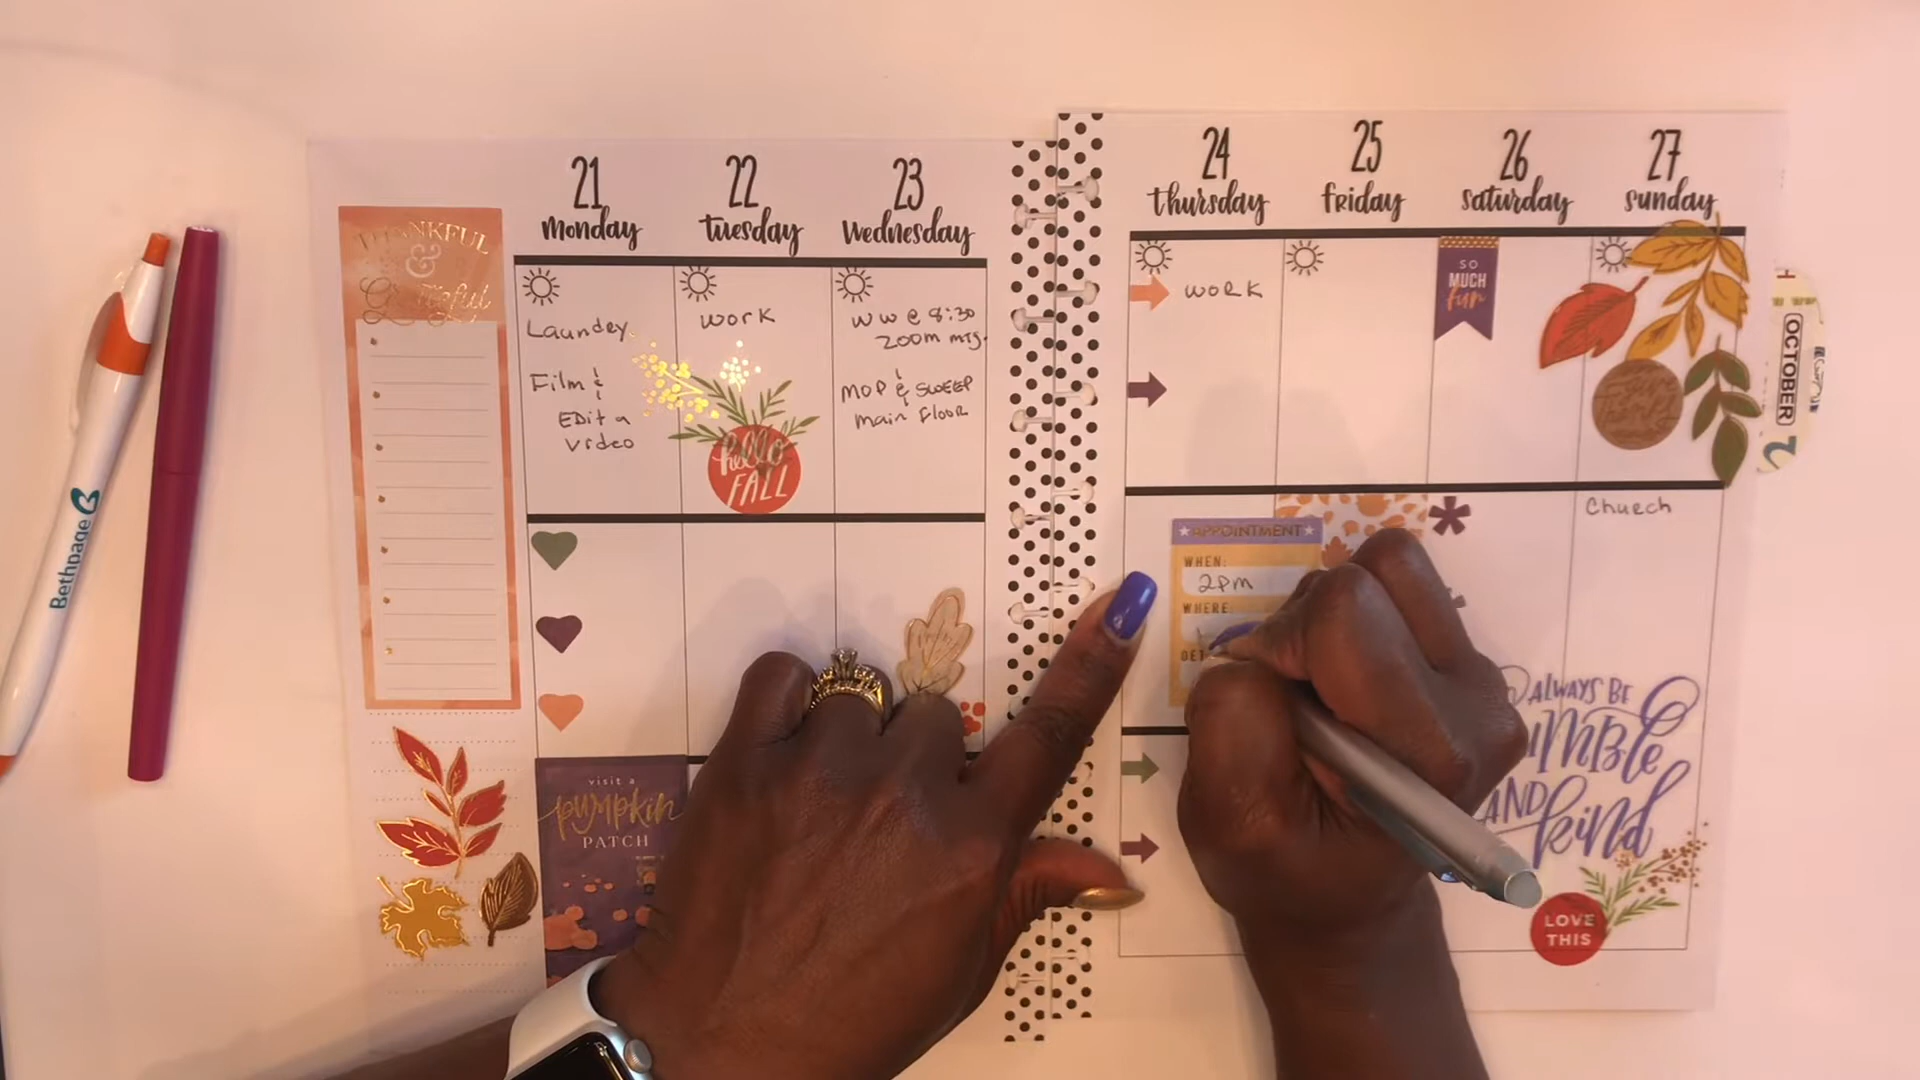 21
monday
22
tuesday
23
wednesday
24
thursday
25
friday
26
saturday
27
sunday
THANKFUL
&
Grateful
Laundry
Film &
Edit a
video
work
hello
FALL
WW @ 8:30
zoom mtg.
mop & sweep
main floor
work
SO
MUCH
fun
OCTOBER
APPOINTMENT
WHEN:
2pm
WHERE:
Church
ALWAYS BE
AND
kind
LOVE
THIS
visit a
pumpkin
PATCH
Bethpage